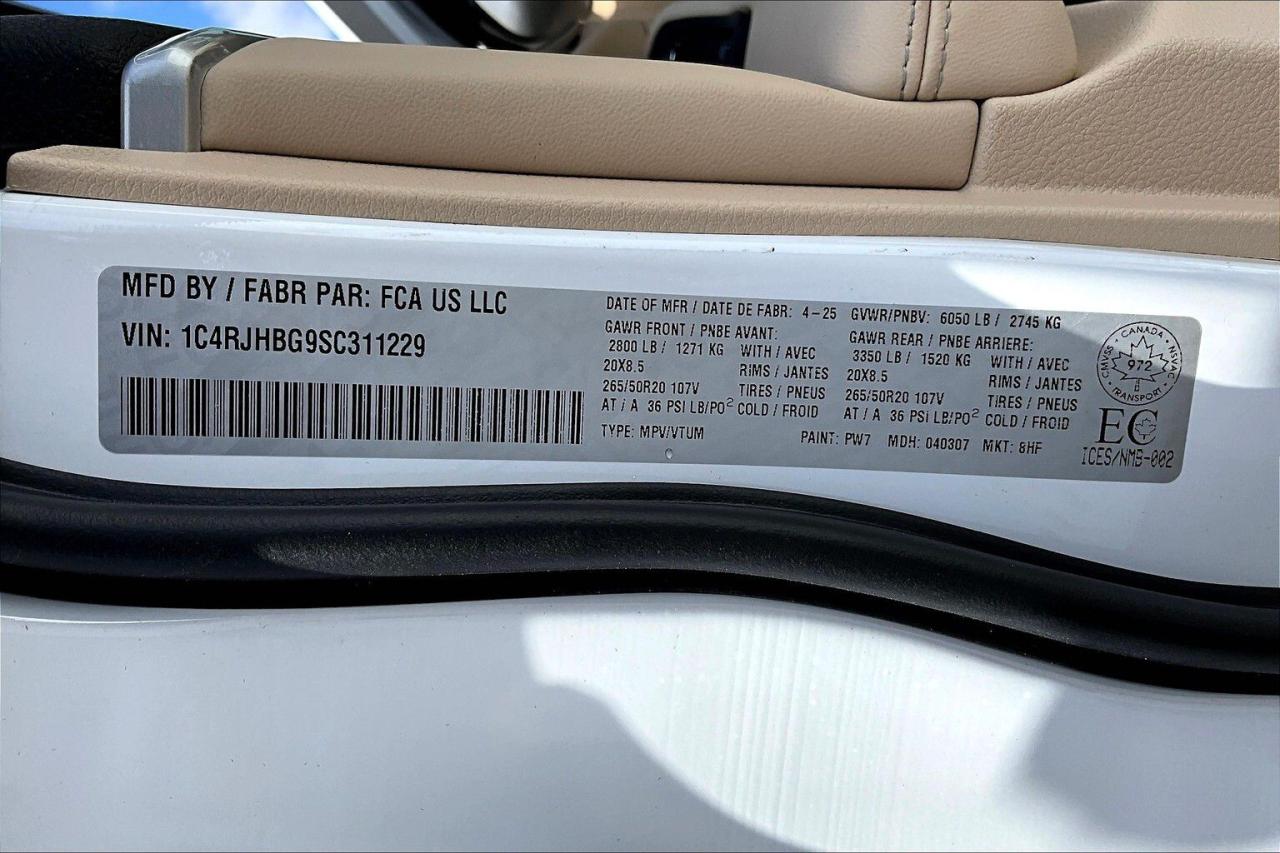 MFD BY / FABR PAR: FCA US LLC
VIN: 1C4RJHBG9SC311229
DATE OF MFR / DATE DE FABR: 4-25 GVWR/PNBV: 6050 LB / 2745 KG
GAWR FRONT / PNBE AVANT: GAWR REAR / PNBE ARRIERE:
2800 LB / 1271 KG WITH / AVEC 3350 LB / 1520 KG WITH / AVEC
20X8.5 RIMS / JANTES 20X8.5 RIMS / JANTES
265/50R20 107V TIRES / PNEUS 265/50R20 107V TIRES / PNEUS
AT / A 36 PSI LB/PO² COLD / FROID AT / A 36 PSI LB/PO² COLD / FROID
TYPE: MPV/VTUM PAINT: PW7 MDH: 040307 MKT: 8HF
CANADA
CMVSS NSVAC
972
TRANSPORT
EC
ICES/NMB-002